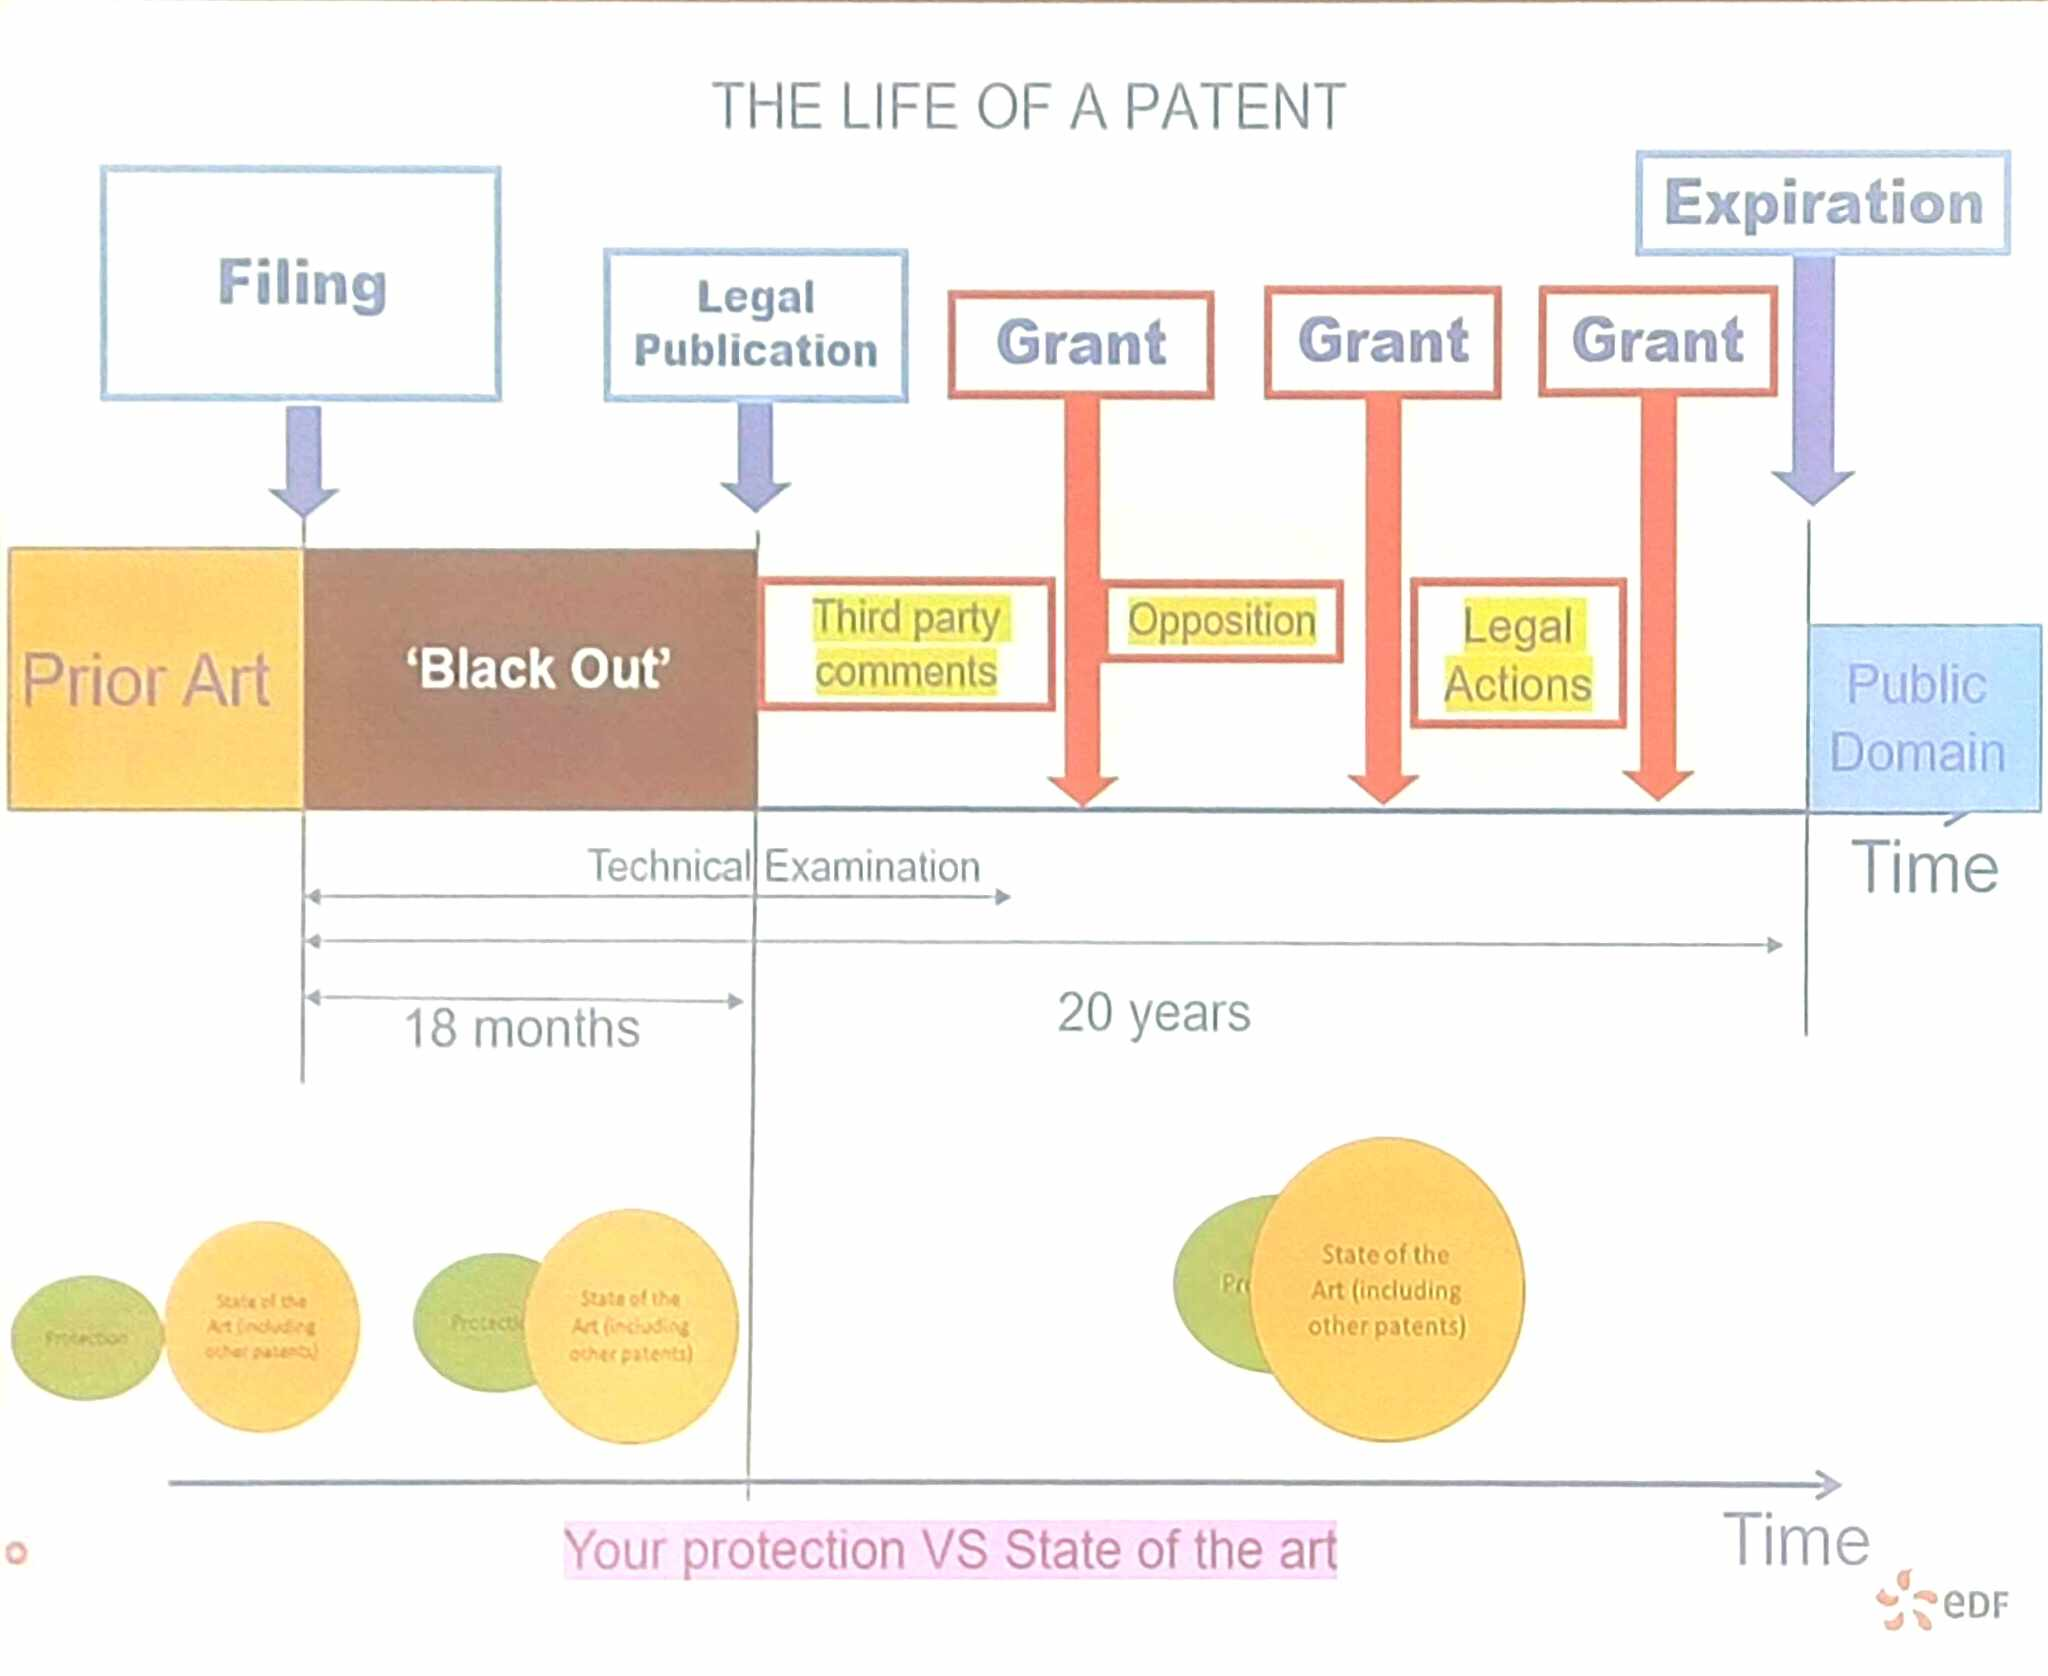 THE LIFE OF A PATENT
Expiration
Filing
Legal
Publication
Grant
Grant
Grant
Prior Art
‘Black Out’
Third party
comments
Opposition
Legal
Actions
Public
Domain
Technical Examination
Time
18 months
20 years
Protection
State of the
Art (including
other patents)
State of the
Art (including
other patents)
State of the
Art (including
other patents)
Time
Your protection VS State of the art
eDF